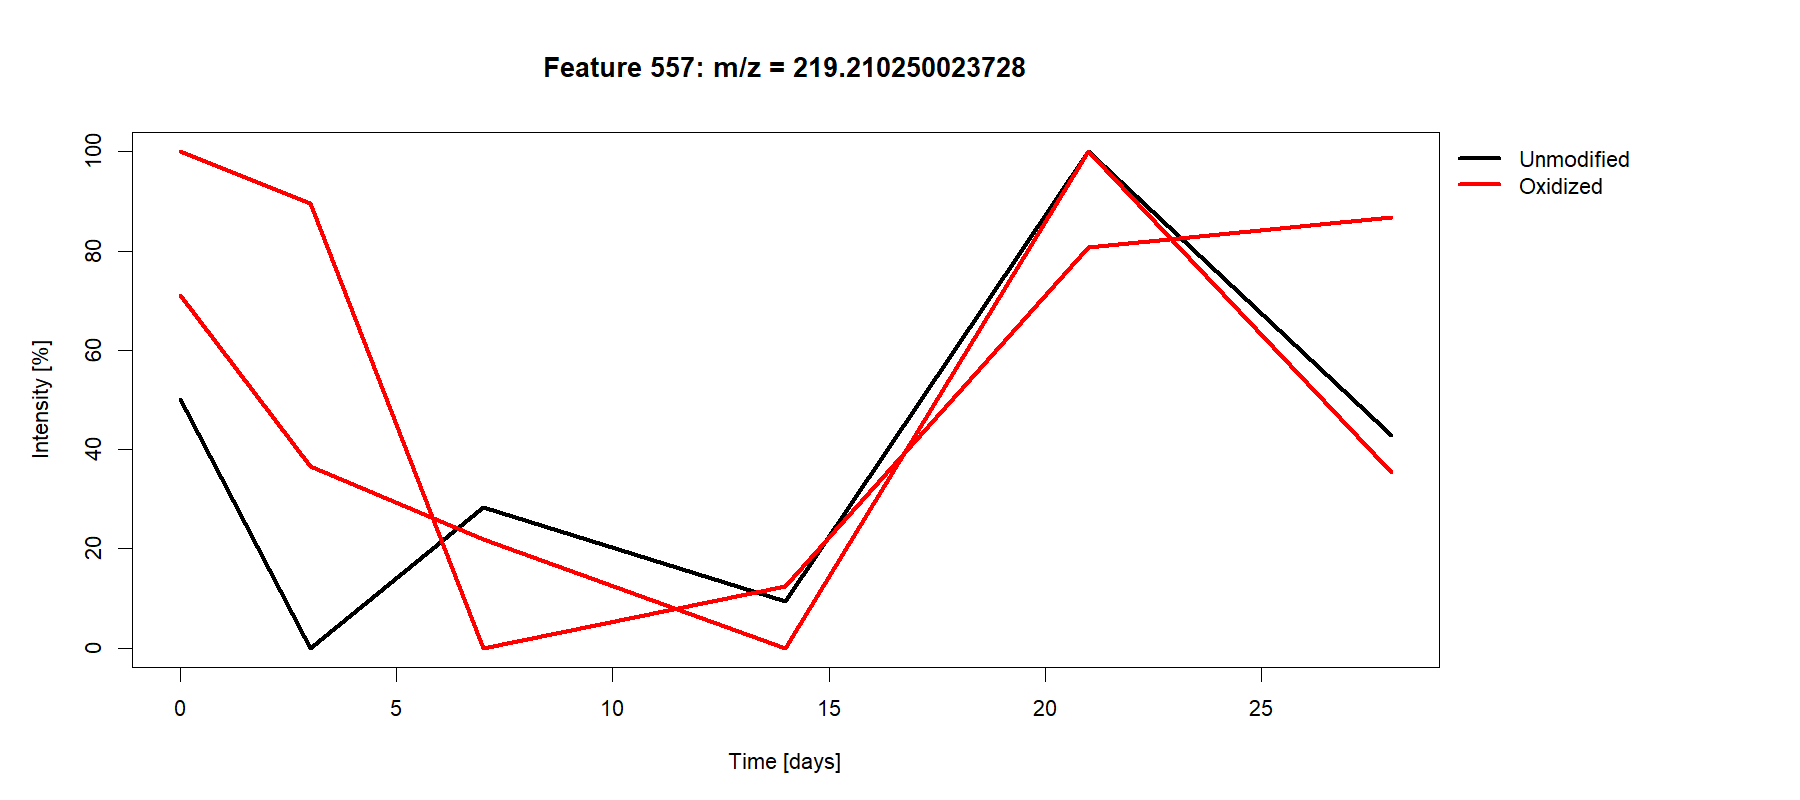 Feature 557: m/z = 219.210250023728
Unmodified
Oxidized
Intensity [%]
100
80
60
40
20
0
0 5 10 15 20 25
Time [days]